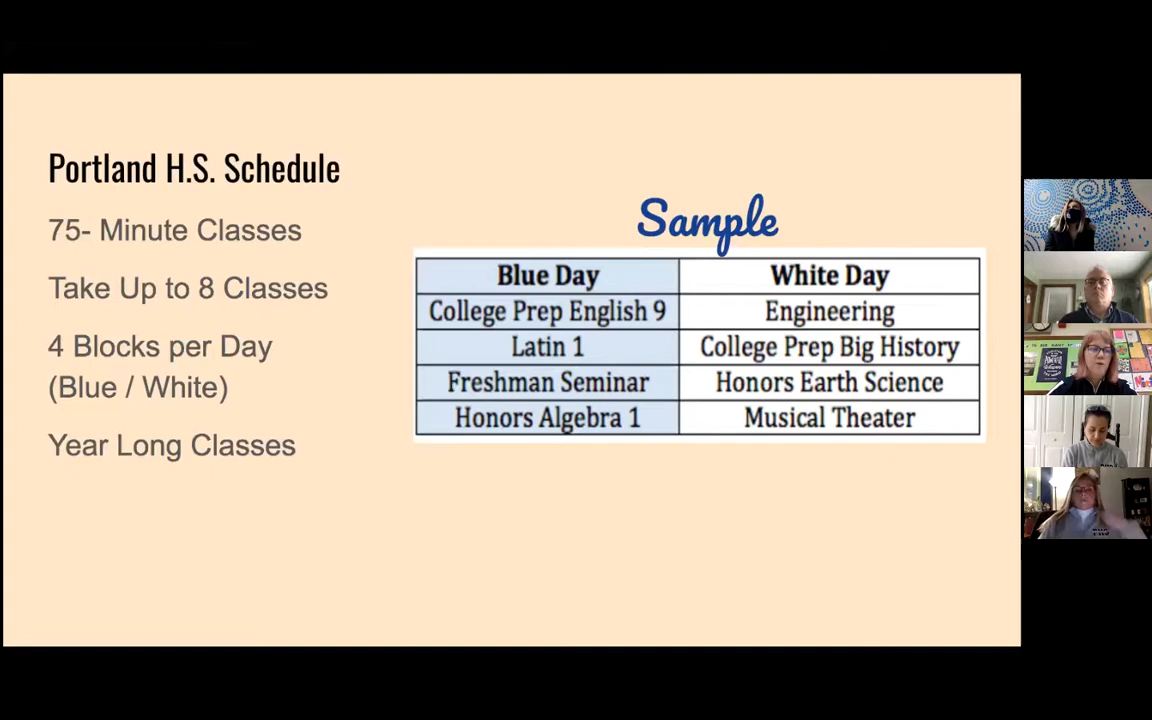 Portland H.S. Schedule
75- Minute Classes
Take Up to 8 Classes
4 Blocks per Day
(Blue / White)
Year Long Classes
Sample
Blue Day White Day
College Prep English 9 Engineering
Latin 1 College Prep Big History
Freshman Seminar Honors Earth Science
Honors Algebra 1 Musical Theater